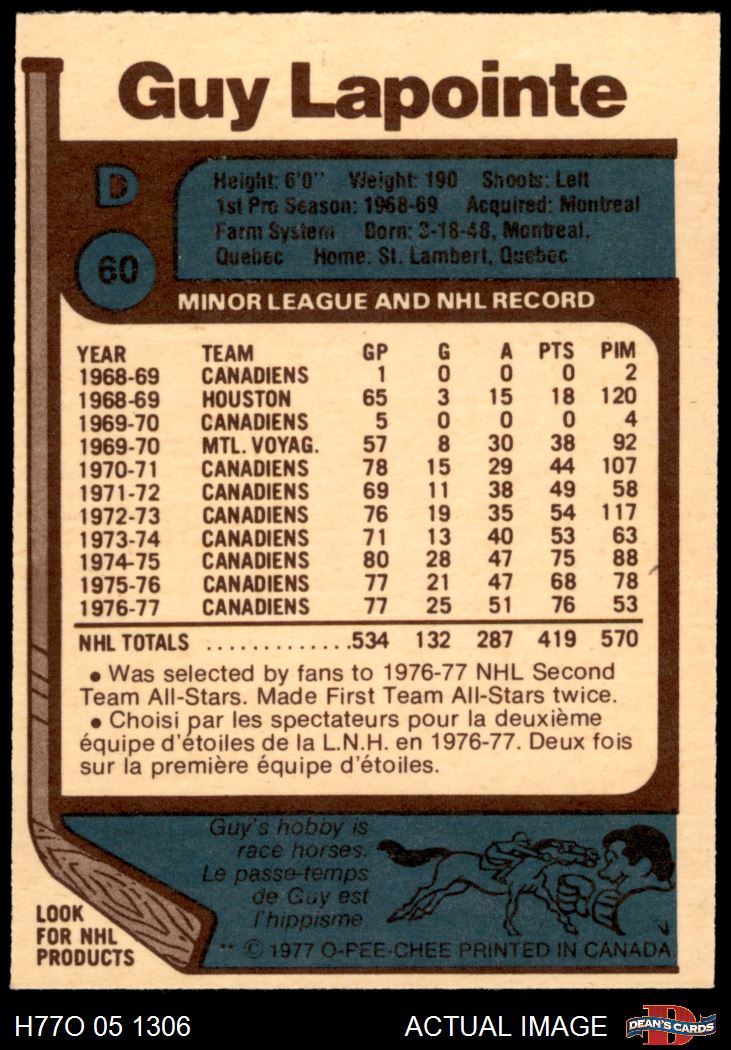 Guy Lapointe
D
60
Height: 6'0" Weight: 190 Shoots: Left
1st Pro Season: 1968-69 Acquired: Montreal
Farm System Born: 3-18-48, Montreal,
Quebec Home: St. Lambert, Quebec
MINOR LEAGUE AND NHL RECORD
YEAR TEAM GP G A PTS PIM
1968-69 CANADIENS 1 0 0 0 2
1968-69 HOUSTON 65 3 15 18 120
1969-70 CANADIENS 5 0 0 0 4
1969-70 MTL. VOYAG. 57 8 30 38 92
1970-71 CANADIENS 78 15 29 44 107
1971-72 CANADIENS 69 11 38 49 58
1972-73 CANADIENS 76 19 35 54 117
1973-74 CANADIENS 71 13 40 53 63
1974-75 CANADIENS 80 28 47 75 88
1975-76 CANADIENS 77 21 47 68 78
1976-77 CANADIENS 77 25 51 76 53
NHL TOTALS .............534 132 287 419 570
• Was selected by fans to 1976-77 NHL Second
Team All-Stars. Made First Team All-Stars twice.
• Choisi par les spectateurs pour la deuxième
équipe d'étoiles de la L.N.H. en 1976-77. Deux fois
sur la première équipe d'étoiles.
Guy's hobby is
race horses.
Le passe-temps
de Guy est
l'hippisme
LOOK
FOR NHL
PRODUCTS
** © 1977 O-PEE-CHEE PRINTED IN CANADA
H77O 05 1306
ACTUAL IMAGE
D
DEAN'S CARDS